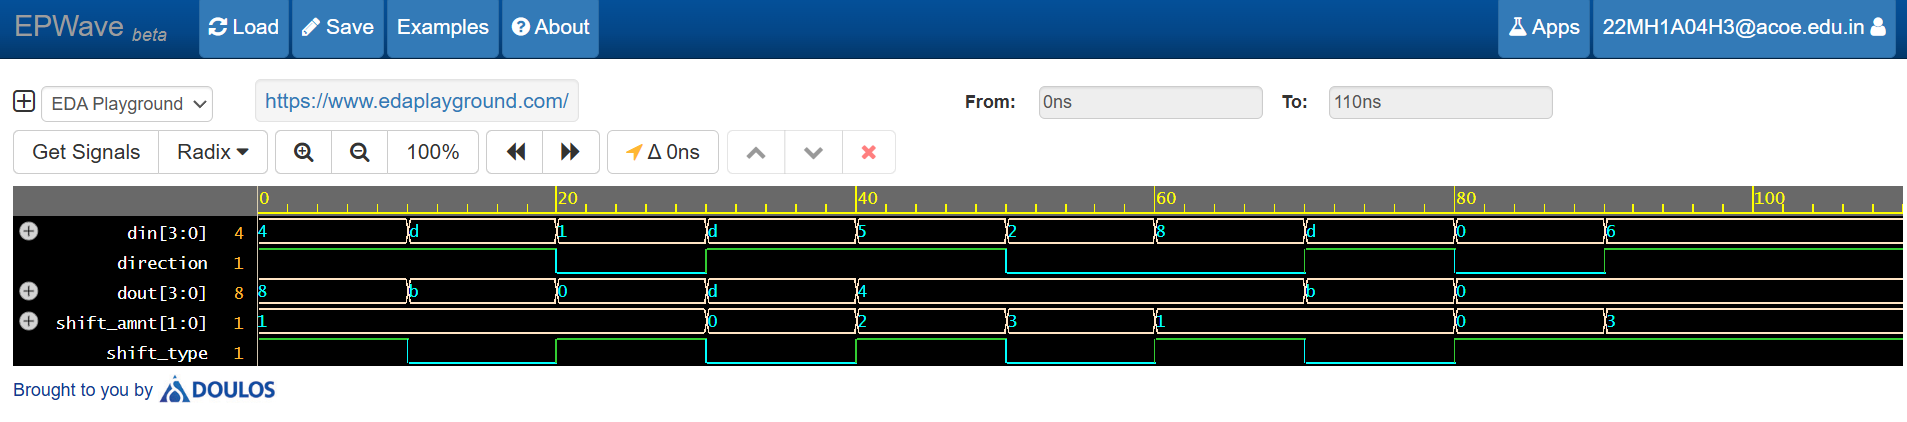 EPWave beta Load Save Examples About Apps 22MH1A04H3@acoe.edu.in
EDA Playground https://www.edaplayground.com/ From: 0ns To: 110ns
Get Signals Radix 100% Δ 0ns
0 20 40 60 80 100
din[3:0] 4 4 d 1 d 5 2 8 d 0 6
direction 1
dout[3:0] 8 8 b 0 d 4 b 0
shift_amnt[1:0] 1 1 0 2 3 1 0 3
shift_type 1
Brought to you by DOULOS